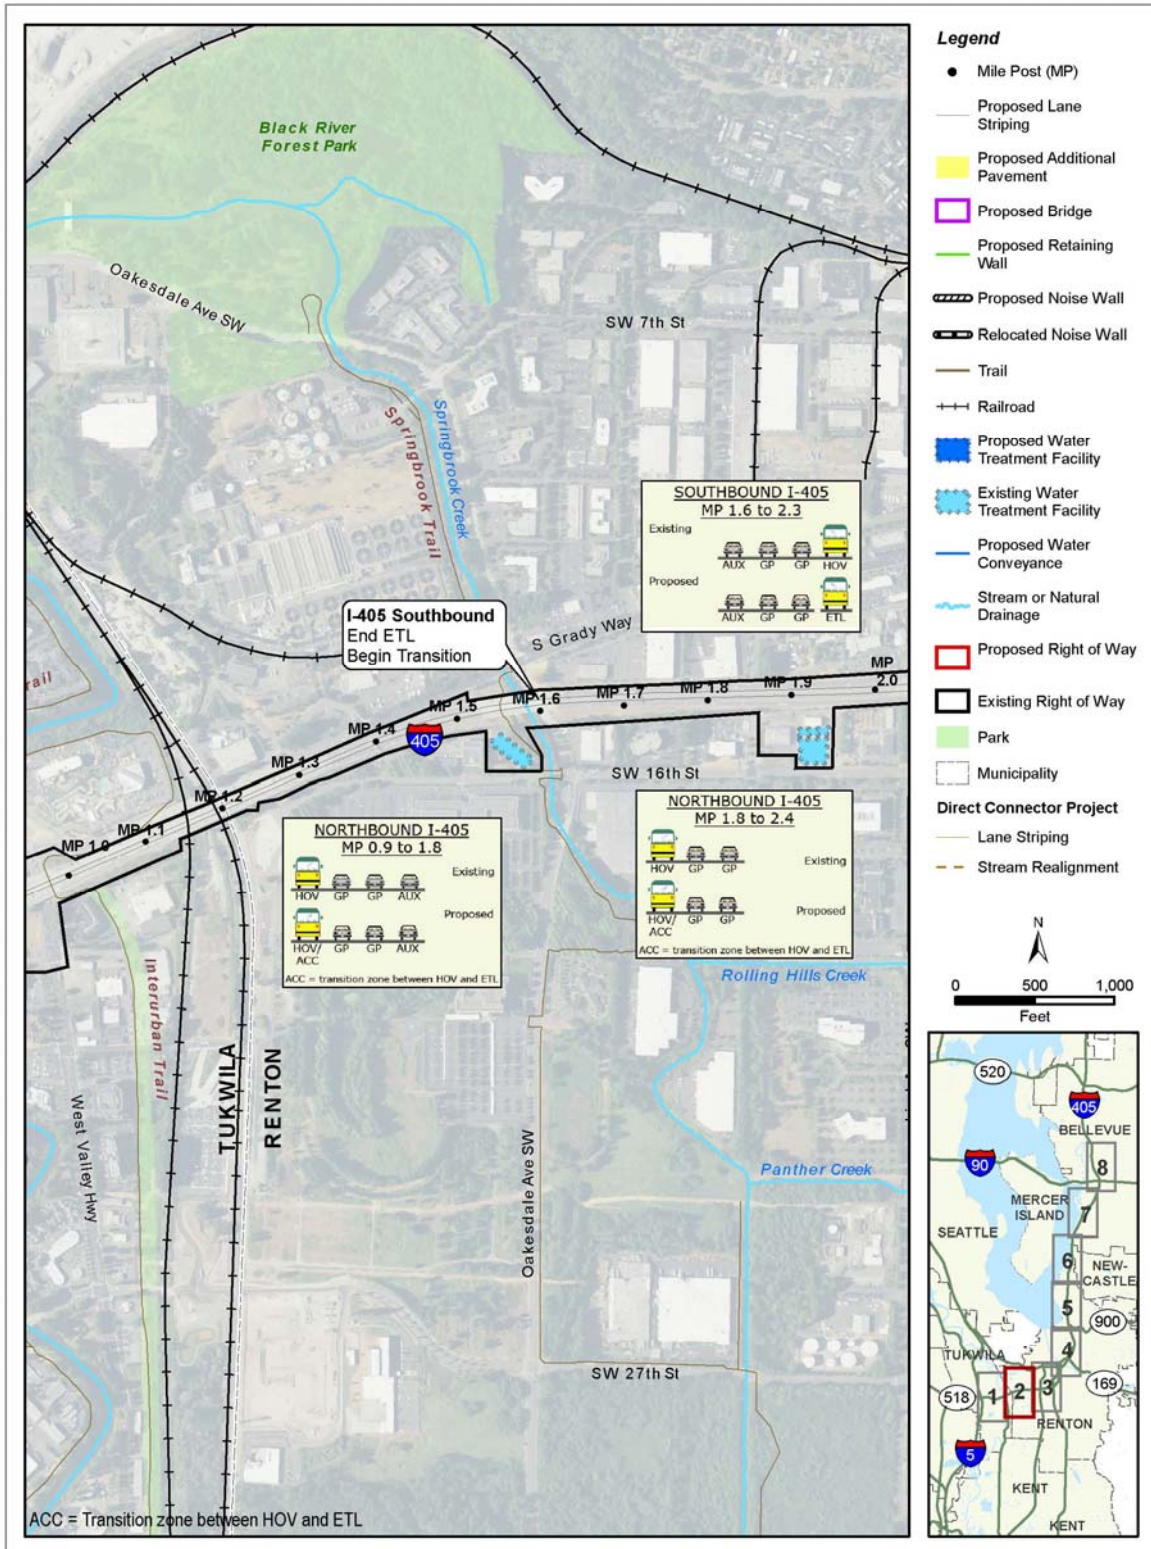 Black River
Forest Park
Oakesdale Ave SW
SW 7th St
Springbrook Trail
Springbrook Creek
SOUTHBOUND I-405
MP 1.6 to 2.3
Existing
AUX GP GP HOV
Proposed
AUX GP GP ETL
I-405 Southbound
End ETL
Begin Transition
S Grady Way
rail
MP
2.0
MP 1.9
MP 1.8
MP 1.7
MP 1.6
MP 1.5
MP 1.4
405
MP 1.3
MP 1.2
MP 1.1
MP 1.0
SW 16th St
NORTHBOUND I-405
MP 0.9 to 1.8
Existing
HOV GP GP AUX
Proposed
HOV/
ACC GP GP AUX
ACC = transition zone between HOV and ETL
NORTHBOUND I-405
MP 1.8 to 2.4
Existing
HOV GP GP
Proposed
HOV/
ACC GP GP
ACC = transition zone between HOV and ETL
Rolling Hills Creek
Interurban Trail
TUKWILA
RENTON
West Valley Hwy
Oakesdale Ave SW
Panther Creek
SW 27th St
ACC = Transition zone between HOV and ETL
Legend
Mile Post (MP)
Proposed Lane
Striping
Proposed Additional
Pavement
Proposed Bridge
Proposed Retaining
Wall
Proposed Noise Wall
Relocated Noise Wall
Trail
Railroad
Proposed Water
Treatment Facility
Existing Water
Treatment Facility
Proposed Water
Conveyance
Stream or Natural
Drainage
Proposed Right of Way
Existing Right of Way
Park
Municipality
Direct Connector Project
Lane Striping
Stream Realignment
N
0 500 1,000
Feet
520
405
BELLEVUE
90
8
MERCER
ISLAND
7
SEATTLE
6
NEW-
CASTLE
5
900
4
TUKWILA
518
1
2
3
169
RENTON
5
KENT
KENT